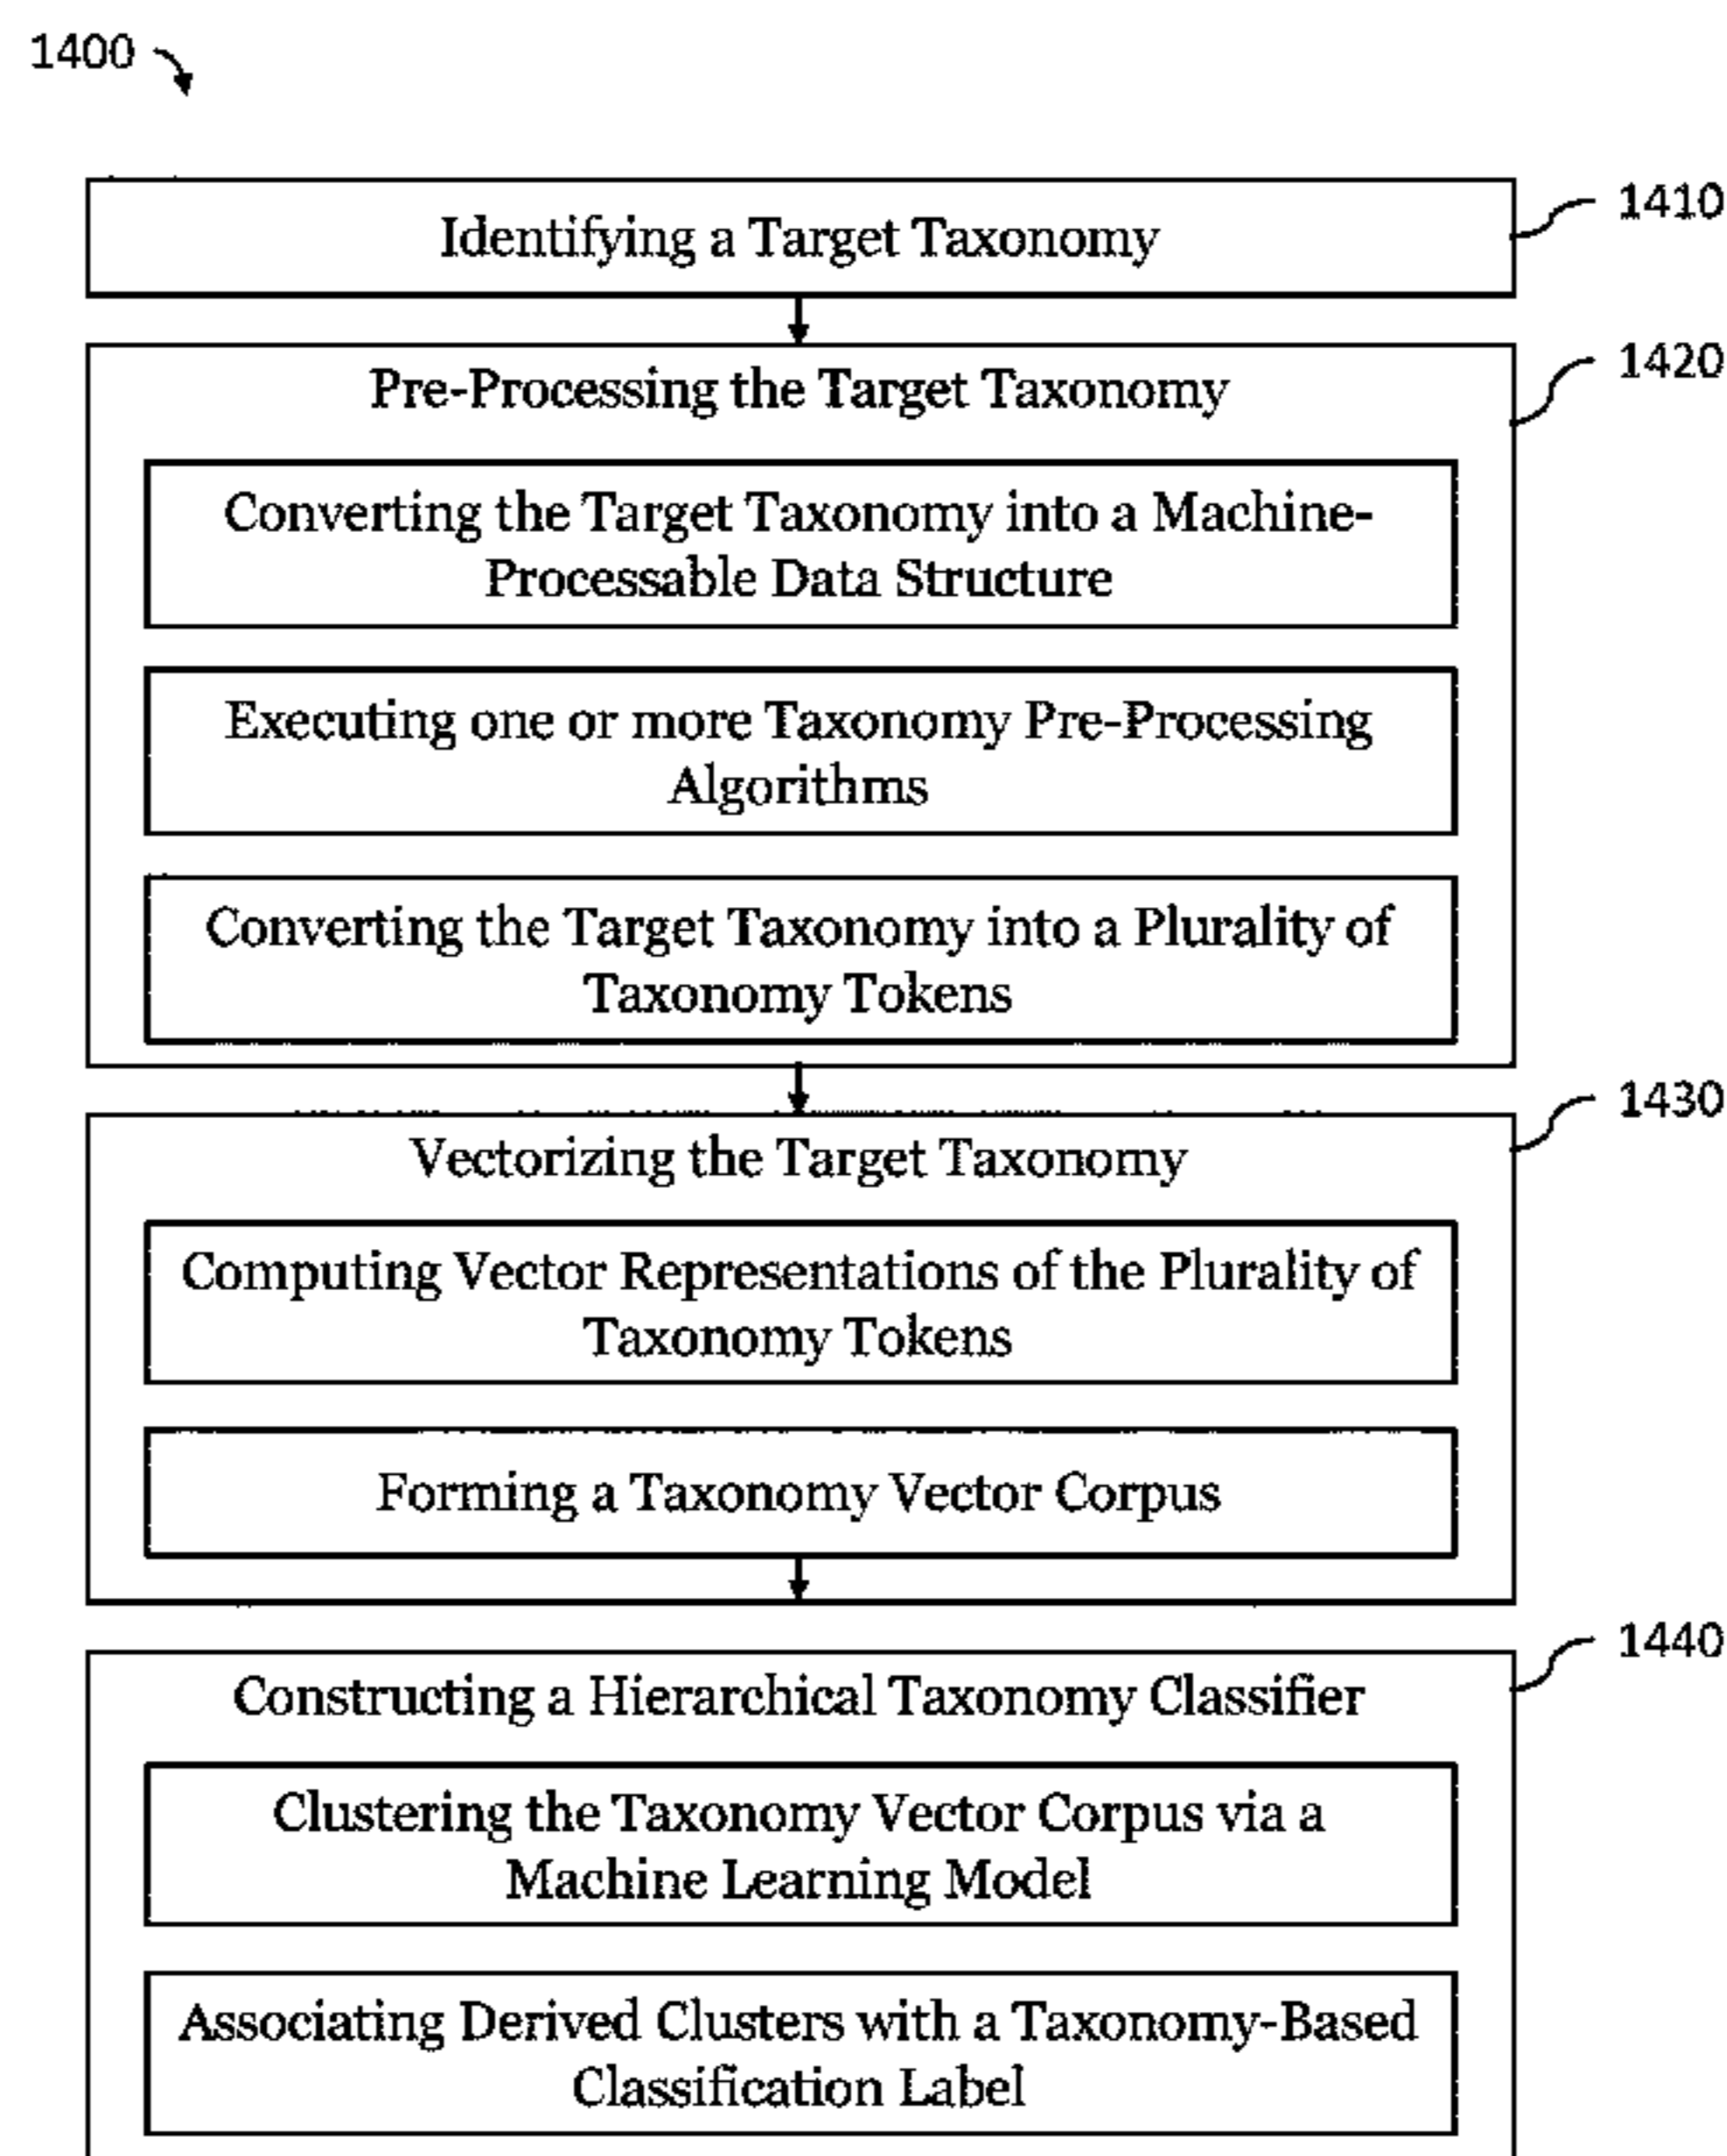 1400
Identifying a Target Taxonomy
1410
Pre-Processing the Target Taxonomy
1420
Converting the Target Taxonomy into a Machine-
Processable Data Structure
Executing one or more Taxonomy Pre-Processing
Algorithms
Converting the Target Taxonomy into a Plurality of
Taxonomy Tokens
Vectorizing the Target Taxonomy
1430
Computing Vector Representations of the Plurality of
Taxonomy Tokens
Forming a Taxonomy Vector Corpus
Constructing a Hierarchical Taxonomy Classifier
1440
Clustering the Taxonomy Vector Corpus via a
Machine Learning Model
Associating Derived Clusters with a Taxonomy-Based
Classification Label